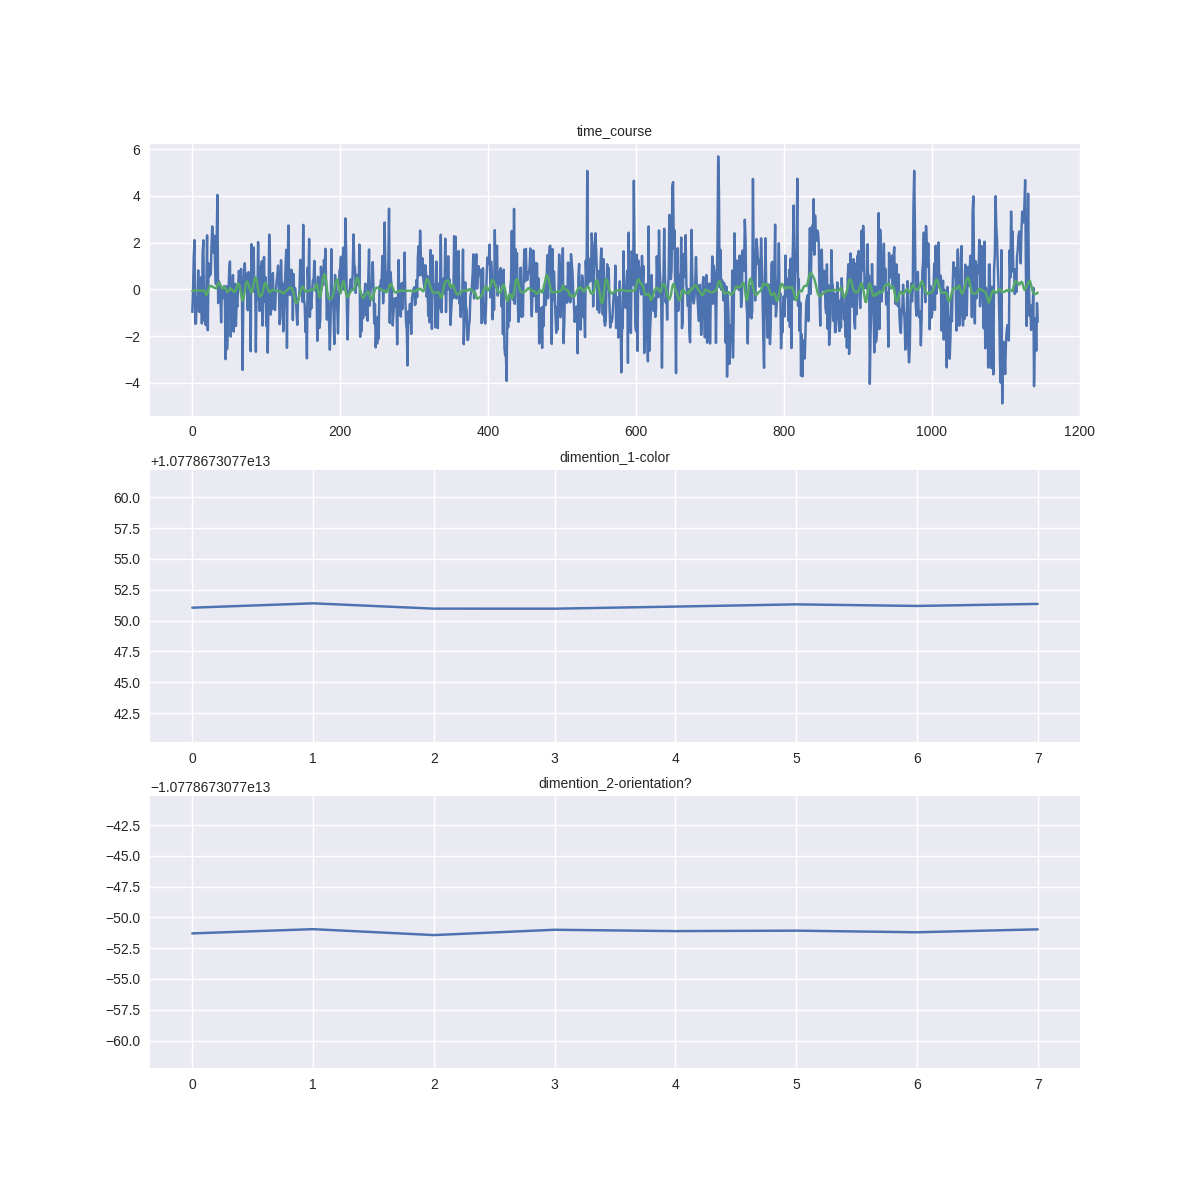 time_course
6
4
2
0
−2
−4
0 200 400 600 800 1000 1200
+1.0778673077e13
dimention_1-color
60.0
57.5
55.0
52.5
50.0
47.5
45.0
42.5
0 1 2 3 4 5 6 7
−1.0778673077e13
dimention_2-orientation?
−42.5
−45.0
−47.5
−50.0
−52.5
−55.0
−57.5
−60.0
0 1 2 3 4 5 6 7